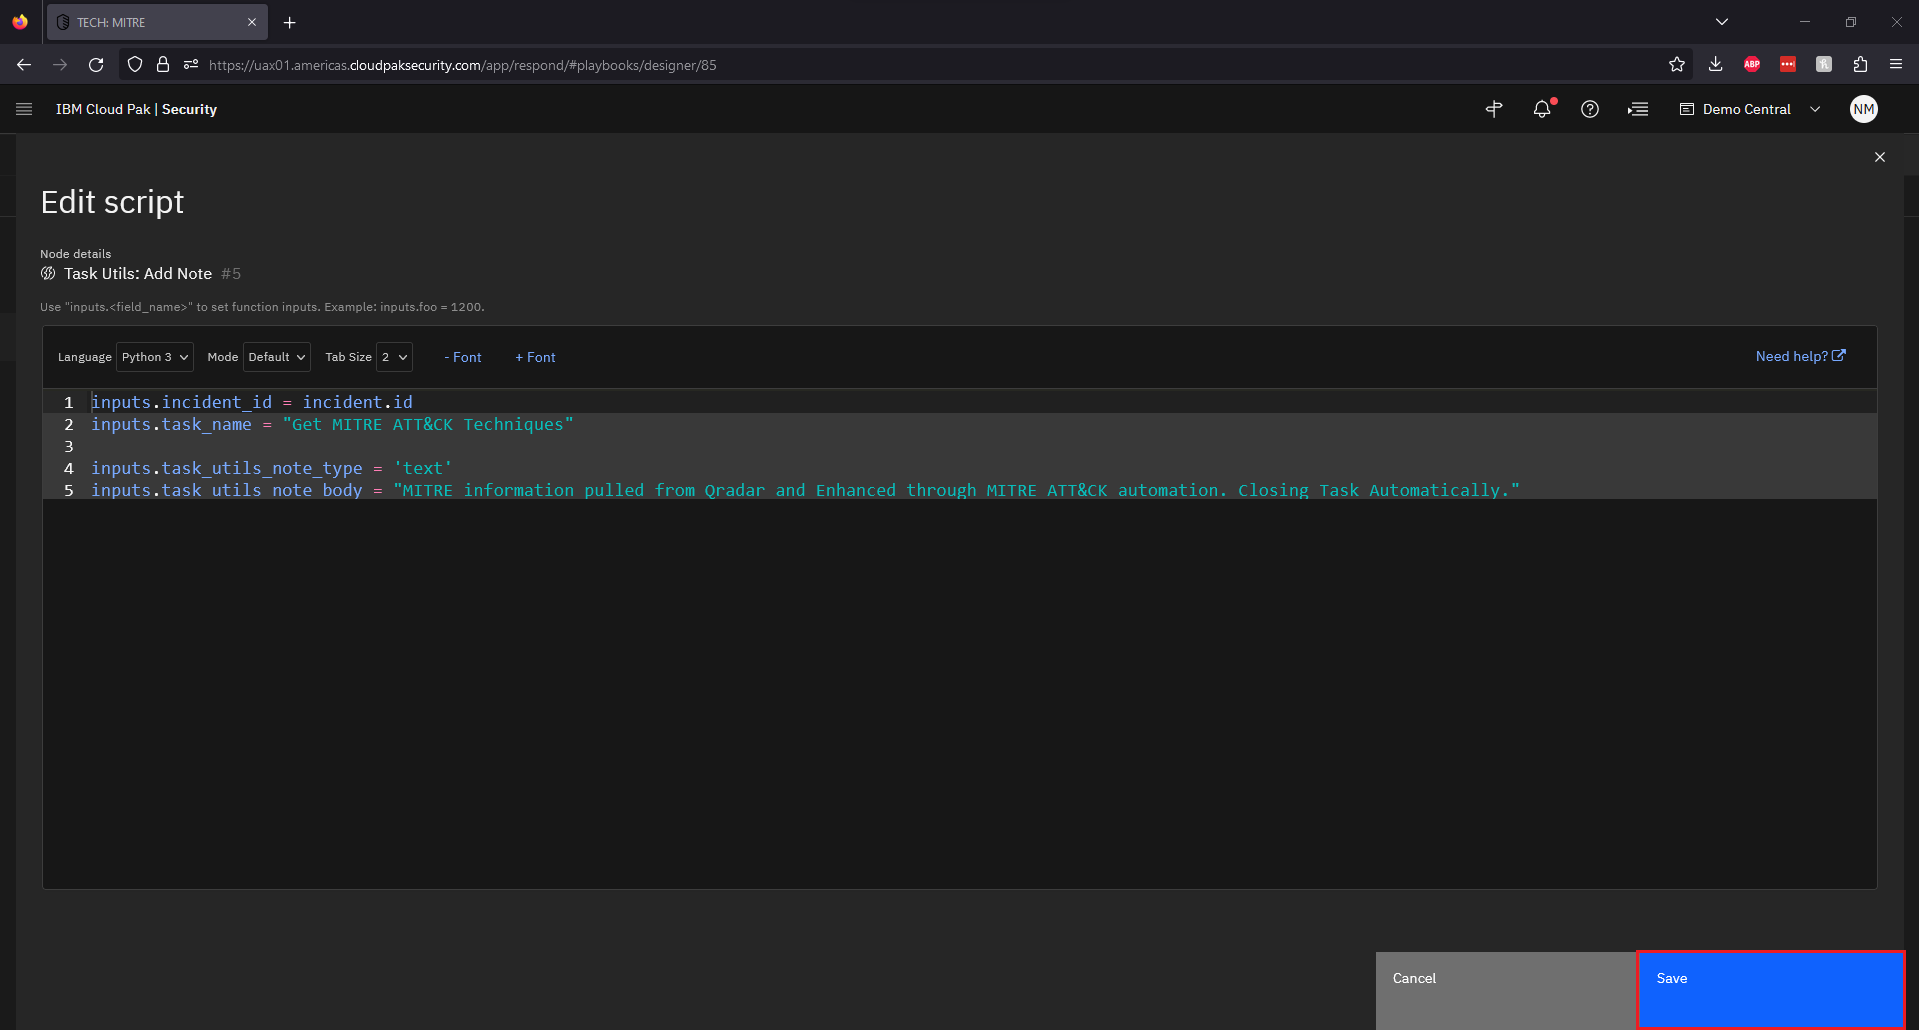 TECH: MITRE
https://uax01.americas.cloudpaksecurity.com/app/respond/#playbooks/designer/85
ABP
IBM Cloud Pak | Security
Demo Central
NM
Edit script
Node details
Task Utils: Add Note #5
Use "inputs.<field_name>" to set function inputs. Example: inputs.foo = 1200.
Language Python 3 Mode Default Tab Size 2 - Font + Font Need help?
1 inputs.incident_id = incident.id
2 inputs.task_name = "Get MITRE ATT&CK Techniques"
3
4 inputs.task_utils_note_type = 'text'
5 inputs.task_utils_note_body = "MITRE information pulled from Qradar and Enhanced through MITRE ATT&CK automation. Closing Task Automatically."
Cancel
Save